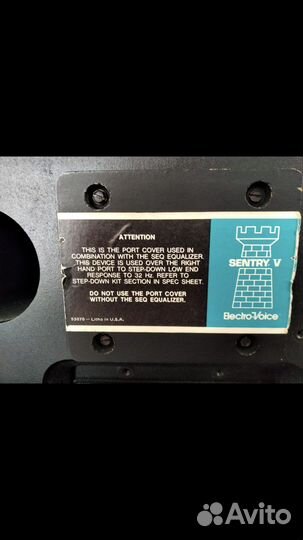 ATTENTION
THIS IS THE PORT COVER USED IN
COMBINATION WITH THE SEQ EQUALIZER.
THIS DEVICE IS USED OVER THE RIGHT
HAND PORT TO STEP-DOWN LOW END
RESPONSE TO 32 Hz. REFER TO
STEP-DOWN KIT SECTION IN SPEC SHEET.
DO NOT USE THE PORT COVER
WITHOUT THE SEQ EQUALIZER.
53070 — Litho in U.S.A.
SENTRY V
Electro-Voice
Avito